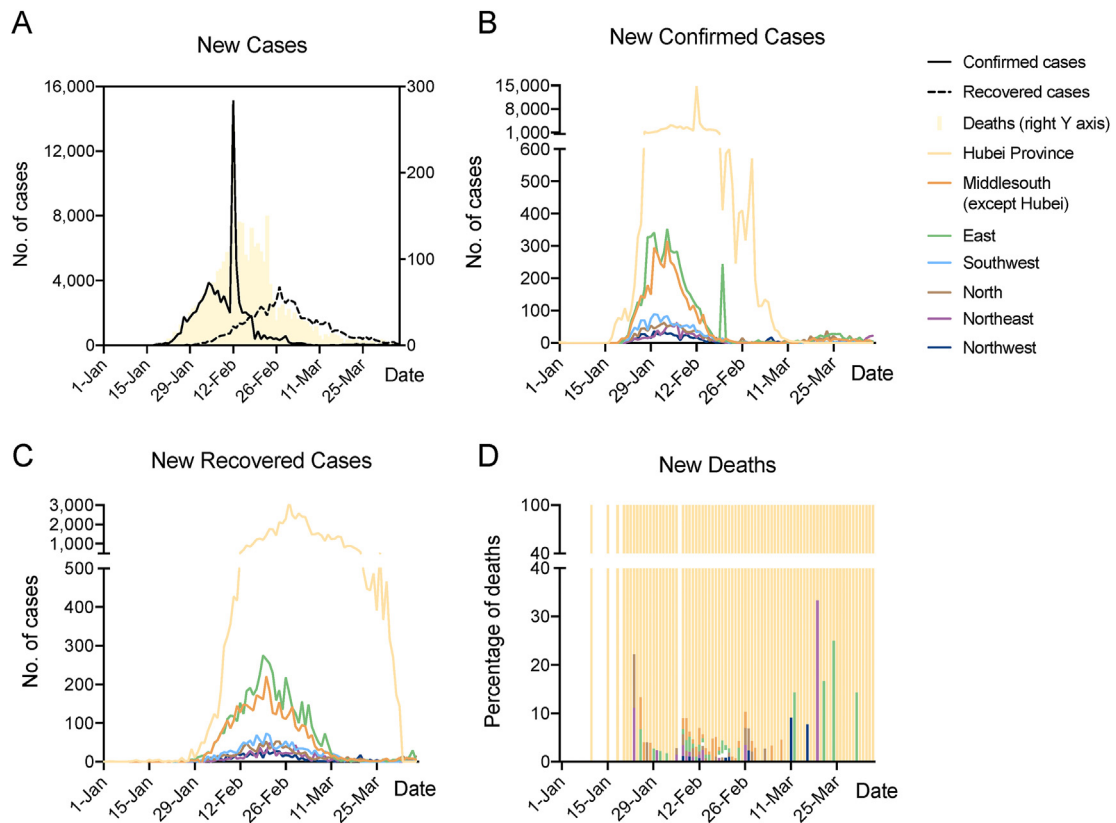 A
New Cases
No. of cases
16,000
12,000
8,000
4,000
0
300
200
100
0
1-Jan
15-Jan
29-Jan
12-Feb
26-Feb
11-Mar
25-Mar
Date
B
New Confirmed Cases
No. of cases
15,000
8,000
1,000
600
500
400
300
200
100
0
1-Jan
15-Jan
29-Jan
12-Feb
26-Feb
11-Mar
25-Mar
Date
Confirmed cases
Recovered cases
Deaths (right Y axis)
Hubei Province
Middlesouth
(except Hubei)
East
Southwest
North
Northeast
Northwest
C
New Recovered Cases
No. of cases
3,000
2,000
1,000
500
400
300
200
100
0
1-Jan
15-Jan
29-Jan
12-Feb
26-Feb
11-Mar
25-Mar
Date
D
New Deaths
Percentage of deaths
100
40
40
30
20
10
0
1-Jan
15-Jan
29-Jan
12-Feb
26-Feb
11-Mar
25-Mar
Date